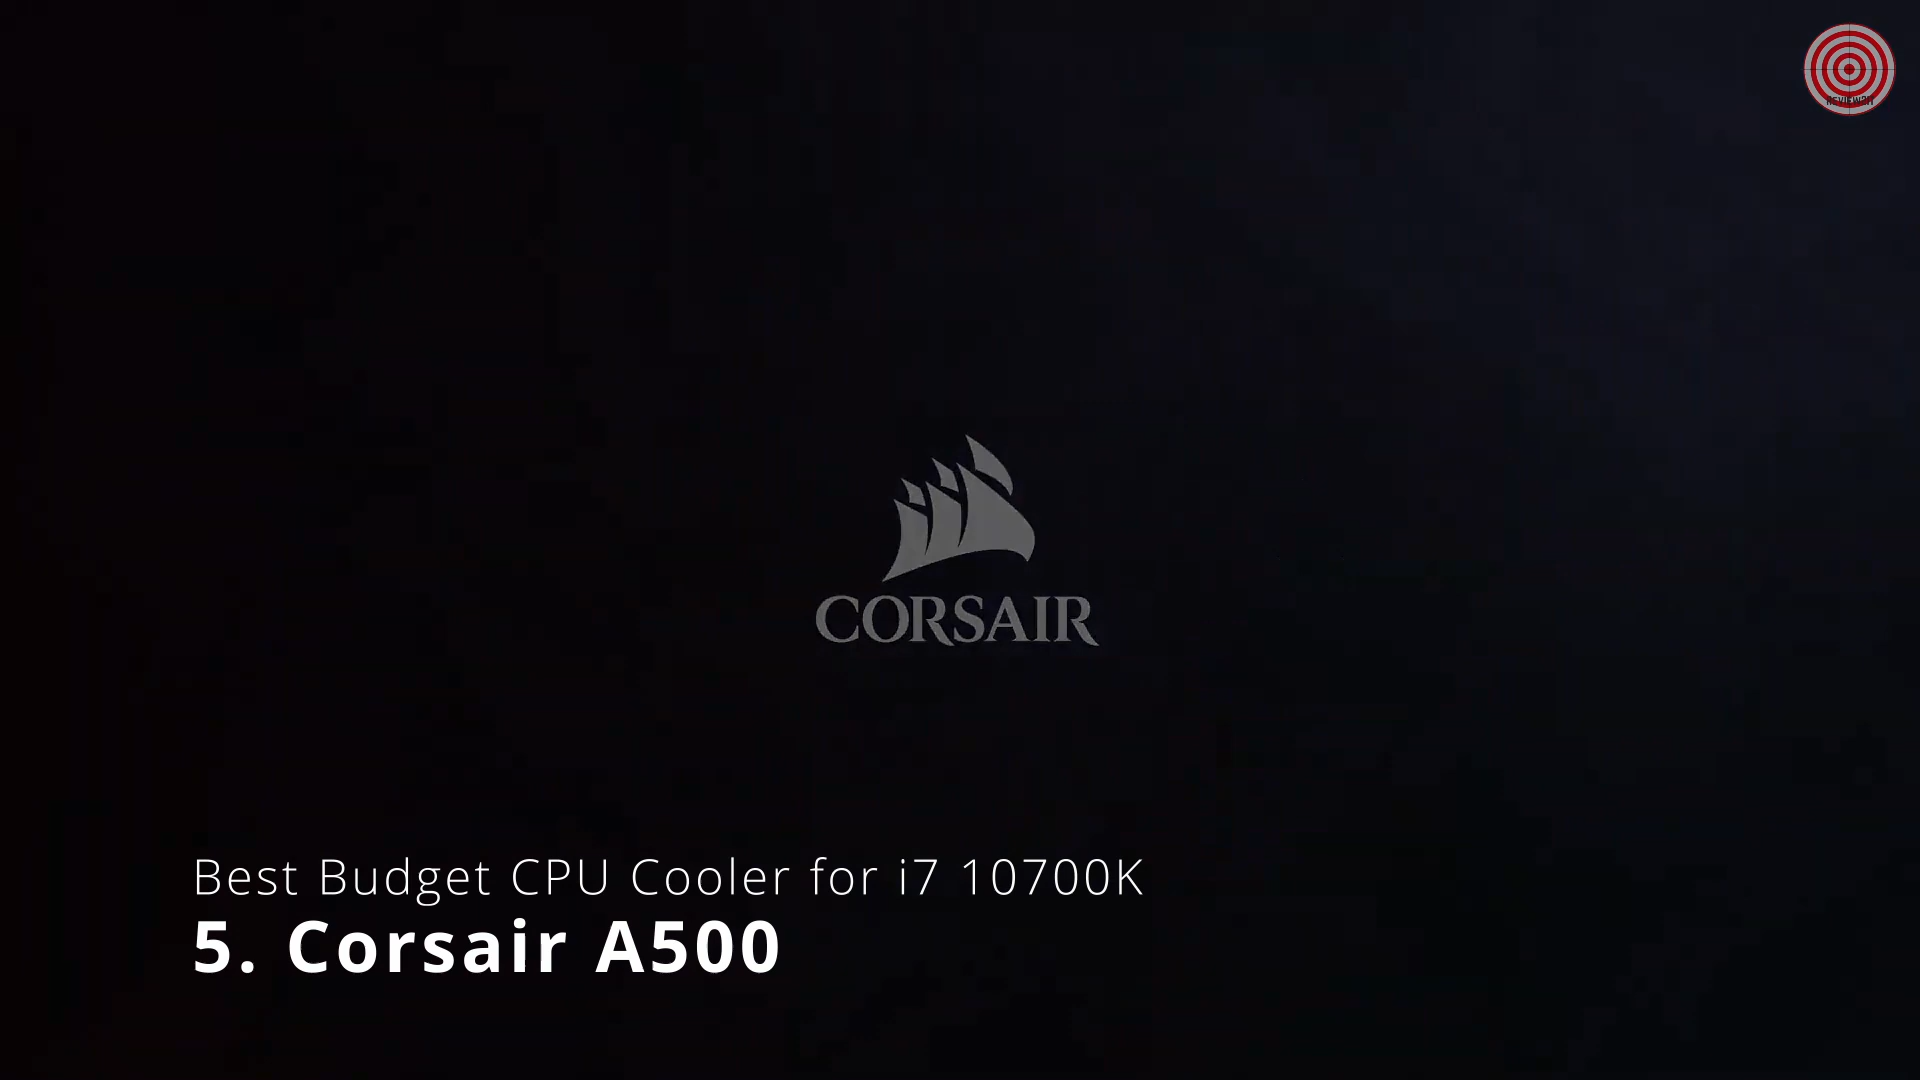 CORSAIR
Best Budget CPU Cooler for i7 10700K
5. Corsair A500